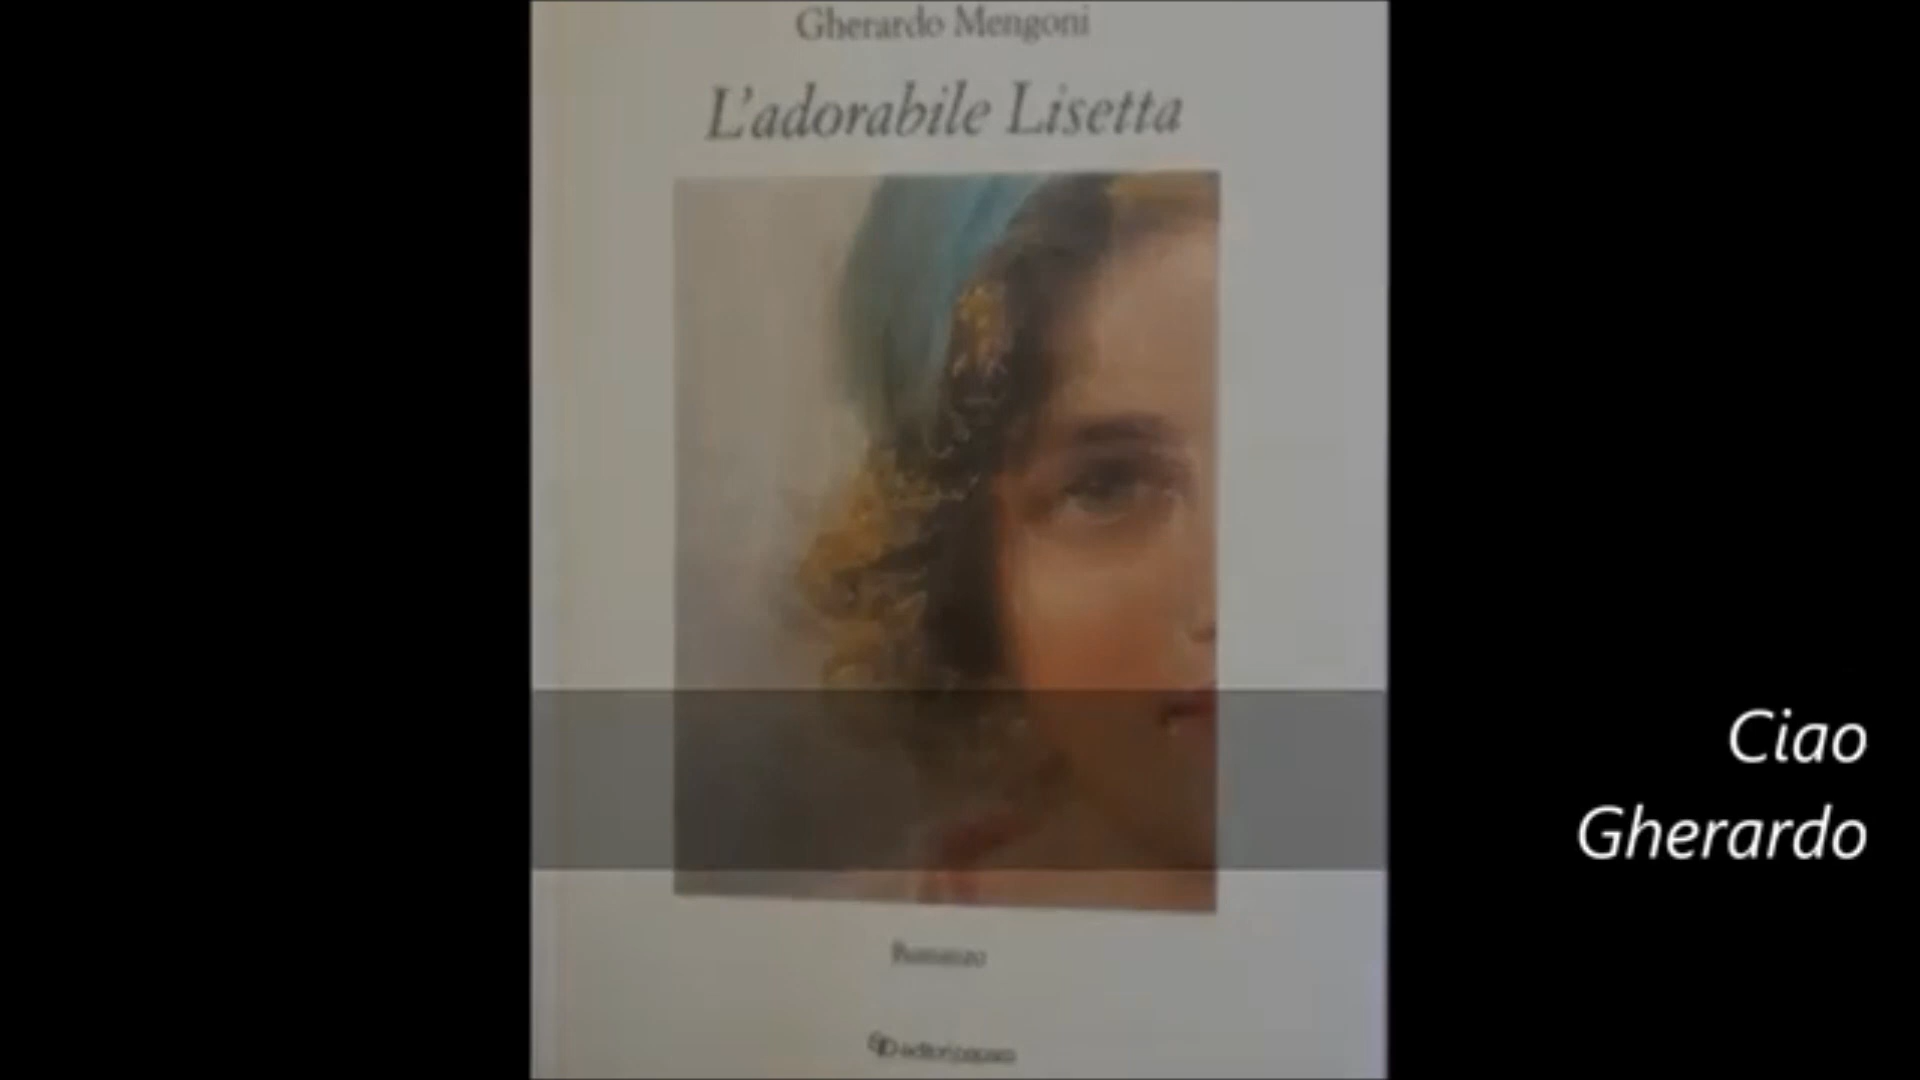 Gherardo Mengoni
L'adorabile Lisetta
Romanzo
Ciao
Gherardo